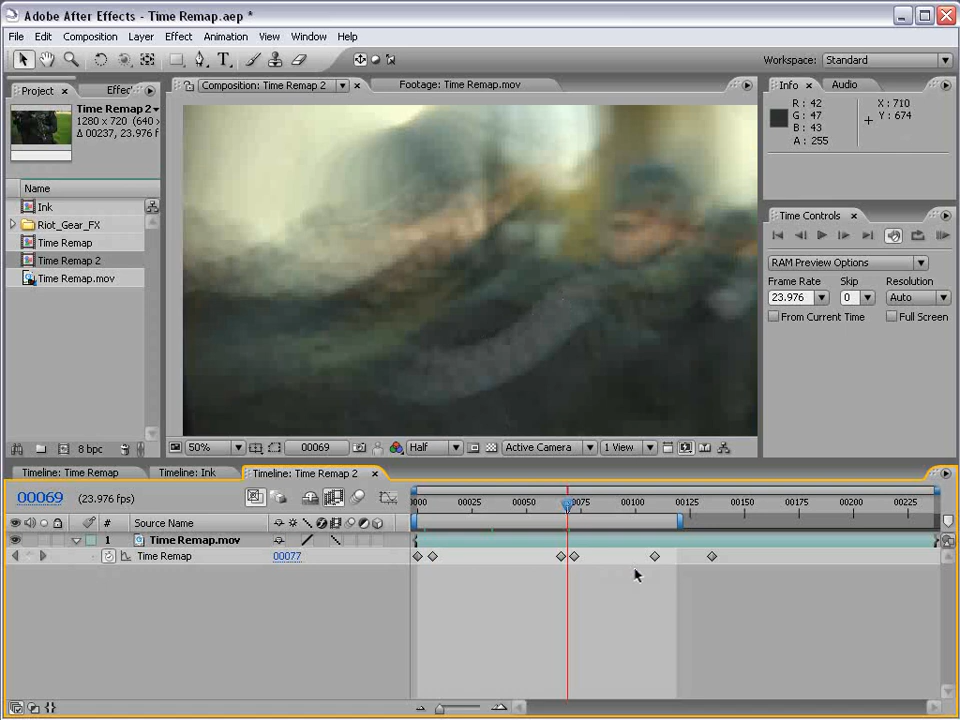 Adobe After Effects - Time Remap.aep *
File Edit Composition Layer Effect Animation View Window Help
Workspace: Standard
Project × Effec
Composition: Time Remap 2 × Footage: Time Remap.mov
Info × Audio
Time Remap 2
1280 x 720 (640 x
Δ 00237, 23.976 f
R: 42
G: 47
B: 43
A: 255
X: 710
Y: 674
Name
Ink
Riot_Gear_FX
Time Remap
Time Remap 2
Time Remap.mov
Time Controls ×
RAM Preview Options
Frame Rate Skip Resolution
23.976 0 Auto
From Current Time Full Screen
8 bpc
50% 00069 Half Active Camera 1 View
Timeline: Time Remap Timeline: Ink Timeline: Time Remap 2 ×
00069 (23.976 fps)
0000 00025 00050 00075 00100 00125 00150 00175 00200 00225
# Source Name
1 Time Remap.mov
Time Remap 00077